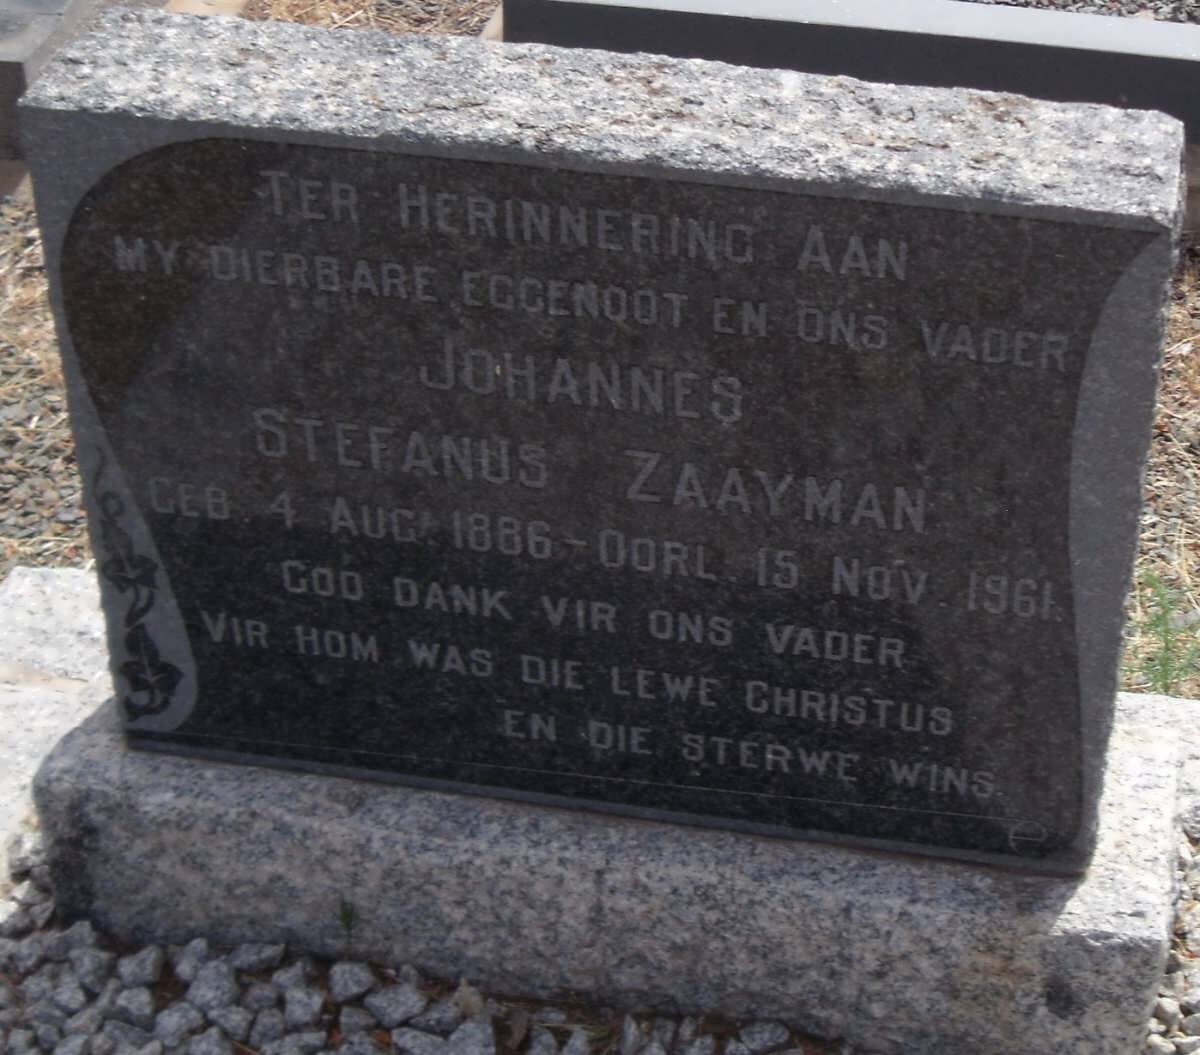 TER HERINNERING AAN
MY DIERBARE EGGENOOT EN ONS VADER
JOHANNES
STEFANUS ZAAYMAN
GEB. 4 AUG. 1886 - OORL. 15 NOV. 1961.
GOD DANK VIR ONS VADER
VIR HOM WAS DIE LEWE CHRISTUS
EN DIE STERWE WINS.